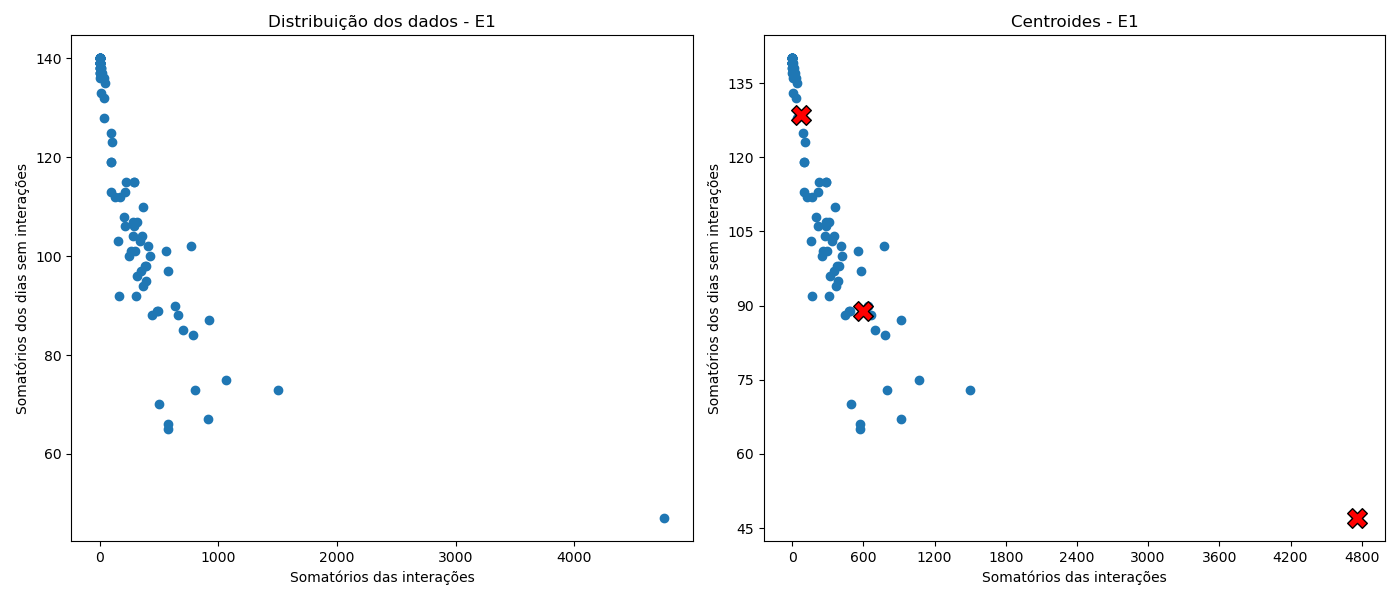 Distribuição dos dados - E1
Somatórios dos dias sem interações
140
120
100
80
60
0 1000 2000 3000 4000
Somatórios das interações
Centroides - E1
Somatórios dos dias sem interações
135
120
105
90
75
60
45
0 600 1200 1800 2400 3000 3600 4200 4800
Somatórios das interações